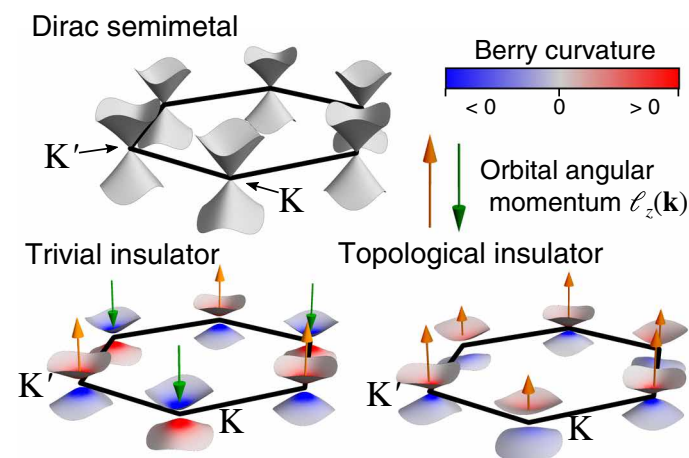 Dirac semimetal
Berry curvature
< 0 0 > 0
K′
K
Orbital angular
momentum ℓz(k)
Trivial insulator
Topological insulator
K′
K
K′
K